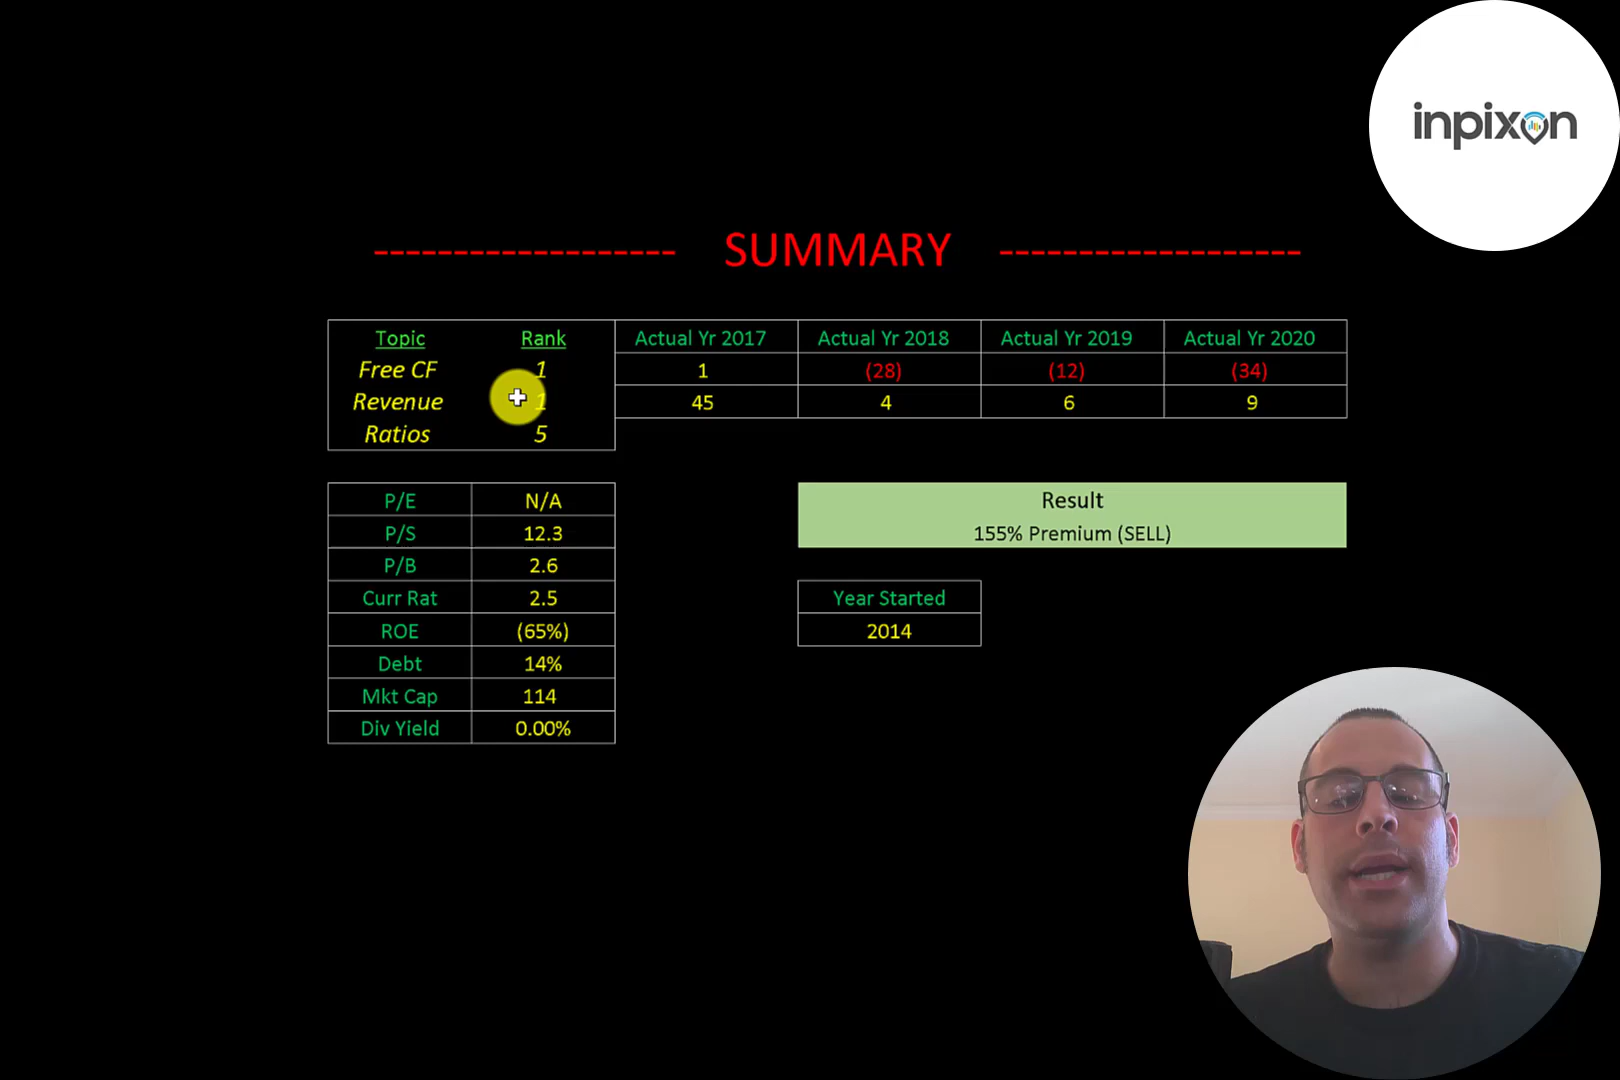 inpixon
------------------- SUMMARY -------------------
Topic Rank Actual Yr 2017 Actual Yr 2018 Actual Yr 2019 Actual Yr 2020
Free CF 1 1 (28) (12) (34)
Revenue 1 45 4 6 9
Ratios 5
P/E N/A
P/S 12.3
P/B 2.6
Curr Rat 2.5
ROE (65%)
Debt 14%
Mkt Cap 114
Div Yield 0.00%
Result
155% Premium (SELL)
Year Started
2014